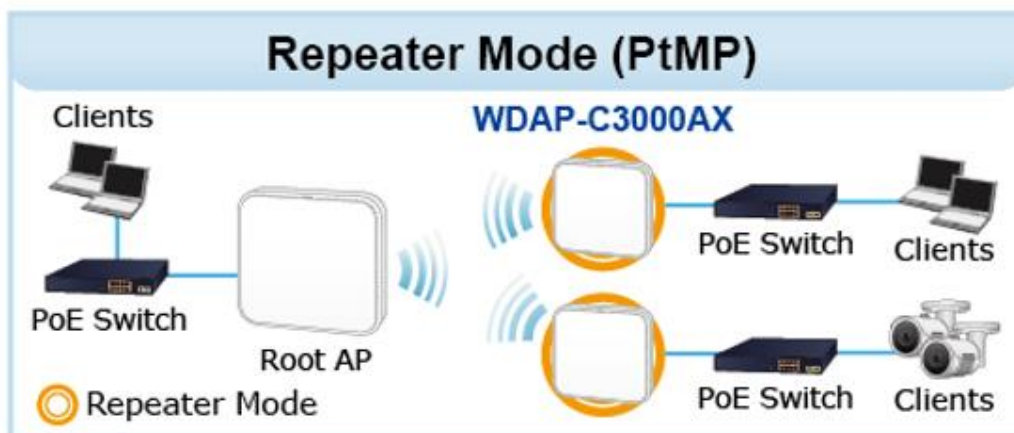 Repeater Mode (PtMP)
Clients
WDAP-C3000AX
PoE Switch
Root AP
PoE Switch
Clients
PoE Switch
Clients
Repeater Mode